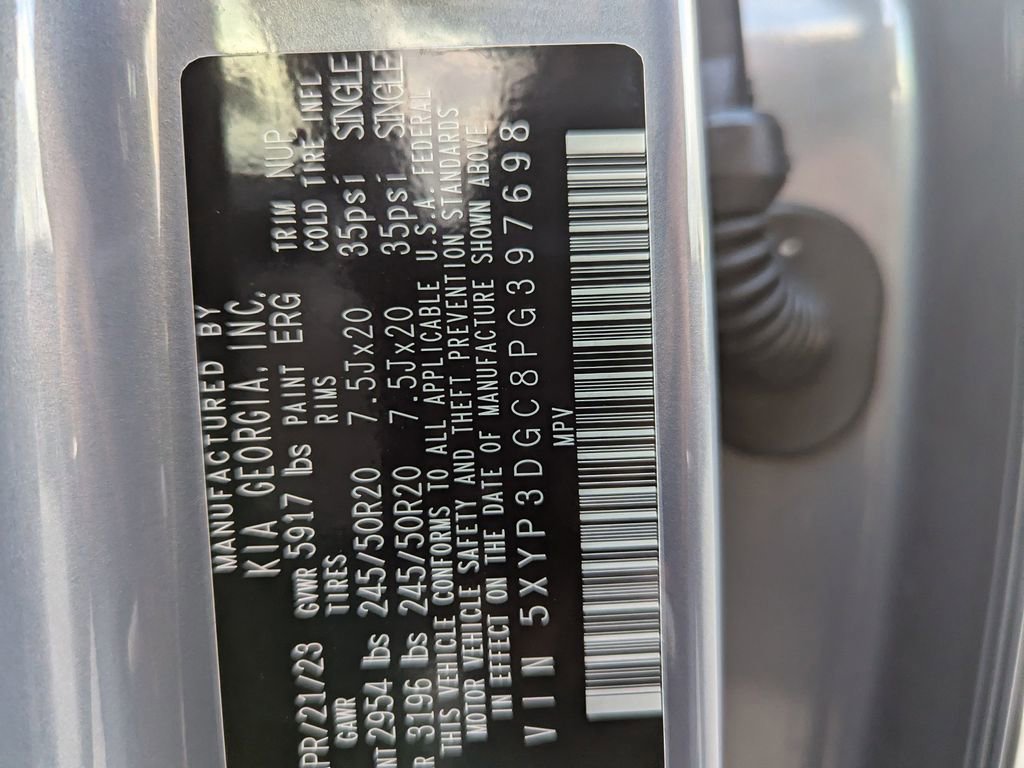 MANUFACTURED BY
KIA GEORGIA, INC.
PR/21/23 GVWR 5917 lbs PAINT ERG TRIM NUP
GAWR TIRES RIMS COLD TIRE INFL
NT 2954 lbs 245/50R20 7.5Jx20 35psi SINGLE
R 3196 lbs 245/50R20 7.5Jx20 35psi SINGLE
THIS VEHICLE CONFORMS TO ALL APPLICABLE U.S.A. FEDERAL
MOTOR VEHICLE SAFETY AND THEFT PREVENTION STANDARDS
IN EFFECT ON THE DATE OF MANUFACTURE SHOWN ABOVE
VIN 5XYP3DGC8PG397698
MPV